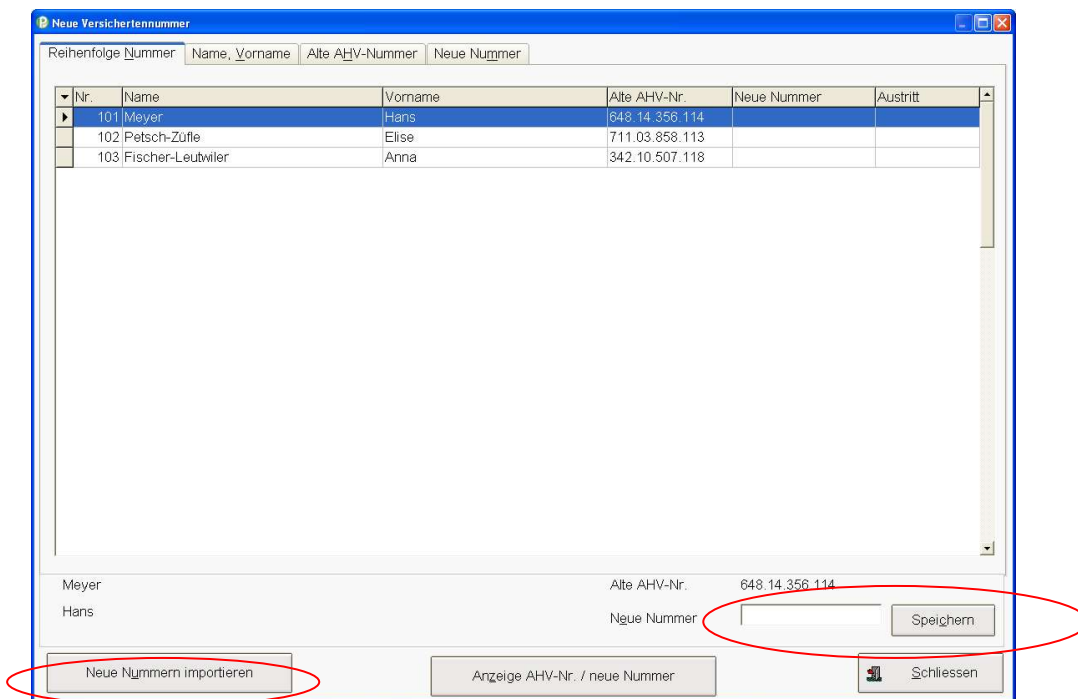 Neue Versichertennummer
Reihenfolge Nummer Name, Vorname Alte AHV-Nummer Neue Nummer
Nr. Name Vorname Alte AHV-Nr. Neue Nummer Austritt
101 Meyer Hans 648.14.356.114
102 Petsch-Züfle Elise 711.03.858.113
103 Fischer-Leutwiler Anna 342.10.507.118
Meyer Alte AHV-Nr. 648.14.356.114
Hans Neue Nummer Speichern
Neue Nummern importieren Anzeige AHV-Nr. / neue Nummer Schliessen